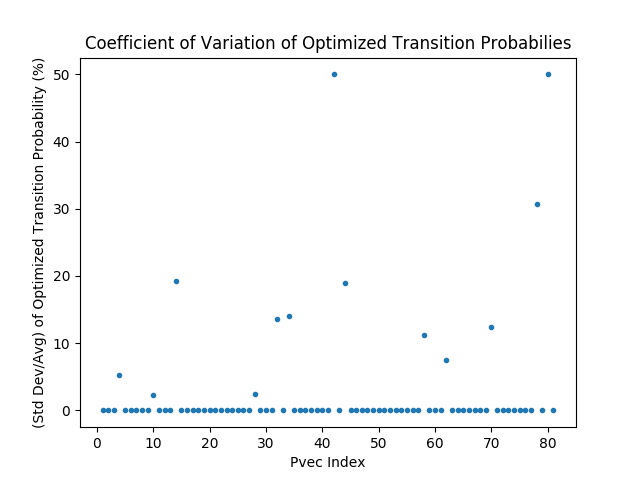 Coefficient of Variation of Optimized Transition Probabilies
(Std Dev/Avg) of Optimized Transition Probability (%)
50
40
30
20
10
0
0 10 20 30 40 50 60 70 80
Pvec Index